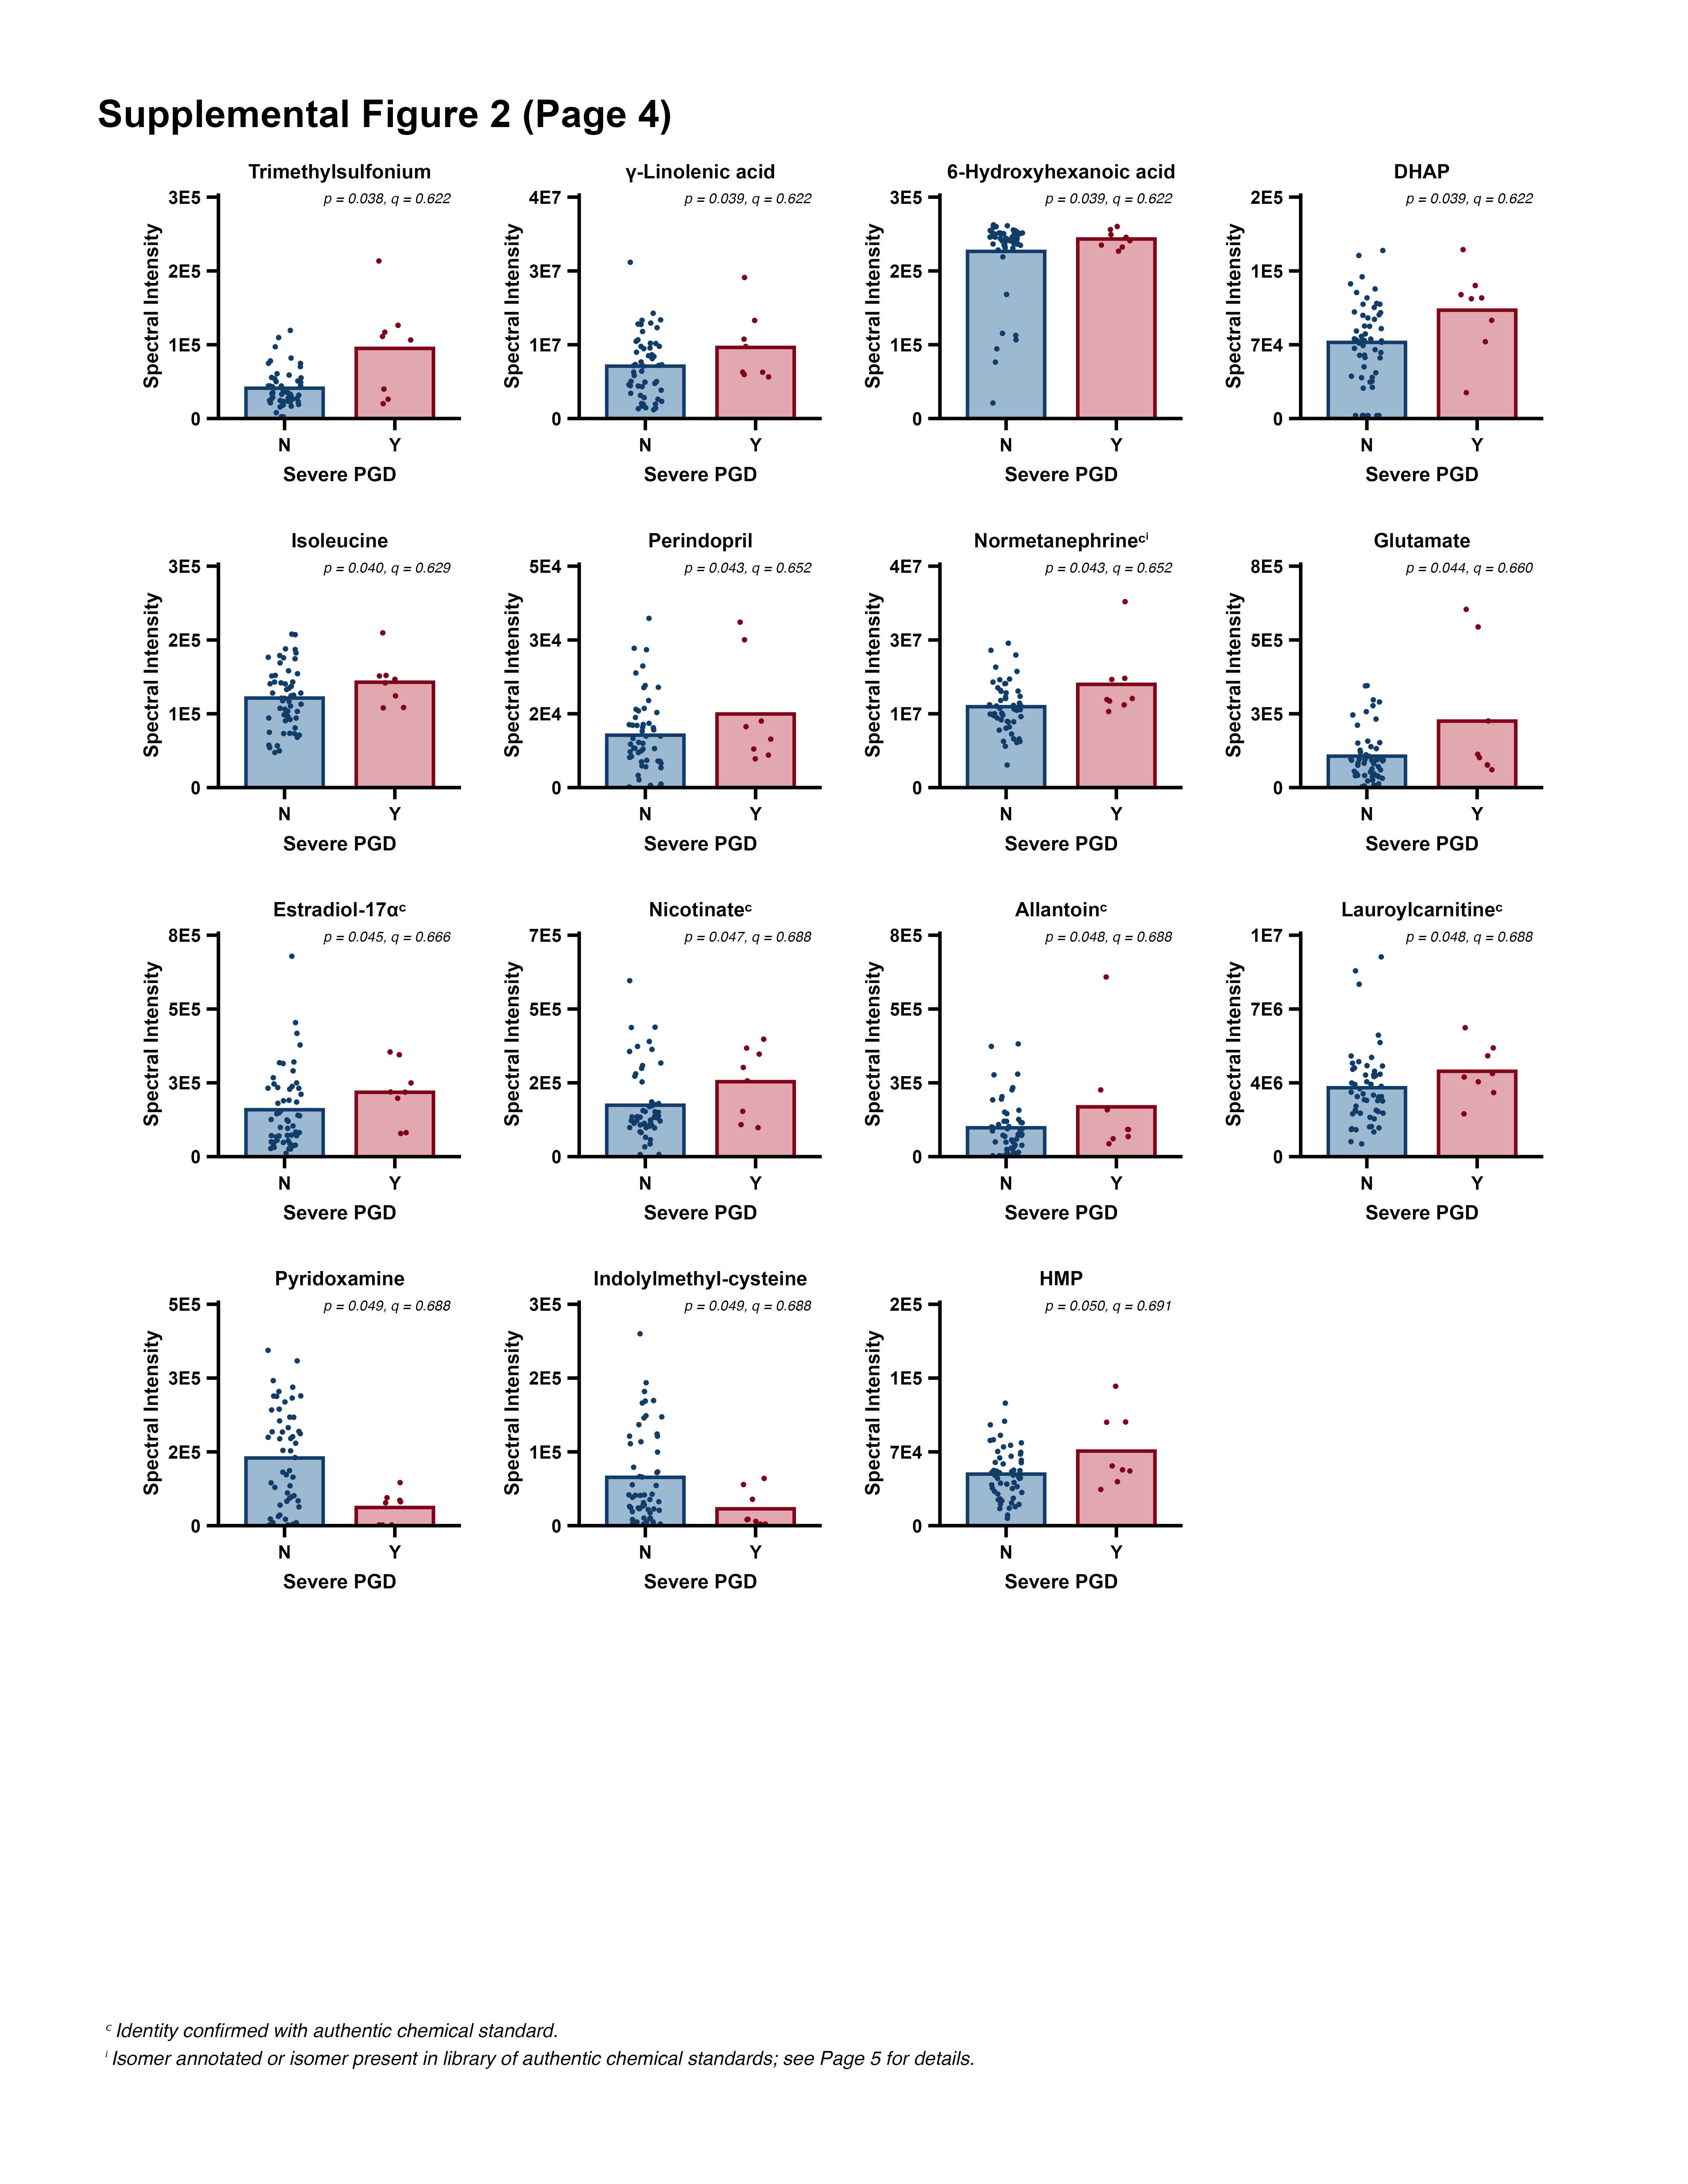 Supplemental Figure 2 (Page 4)
Trimethylsulfonium
p = 0.038, q = 0.622
Spectral Intensity
3E5
2E5
1E5
0
N Y
Severe PGD
γ-Linolenic acid
p = 0.039, q = 0.622
Spectral Intensity
4E7
3E7
1E7
0
N Y
Severe PGD
6-Hydroxyhexanoic acid
p = 0.039, q = 0.622
Spectral Intensity
3E5
2E5
1E5
0
N Y
Severe PGD
DHAP
p = 0.039, q = 0.622
Spectral Intensity
2E5
1E5
7E4
0
N Y
Severe PGD
Isoleucine
p = 0.040, q = 0.629
Spectral Intensity
3E5
2E5
1E5
0
N Y
Severe PGD
Perindopril
p = 0.043, q = 0.652
Spectral Intensity
5E4
3E4
2E4
0
N Y
Severe PGD
Normetanephrineᶜⁱ
p = 0.043, q = 0.652
Spectral Intensity
4E7
3E7
1E7
0
N Y
Severe PGD
Glutamate
p = 0.044, q = 0.660
Spectral Intensity
8E5
5E5
3E5
0
N Y
Severe PGD
Estradiol-17αᶜ
p = 0.045, q = 0.666
Spectral Intensity
8E5
5E5
3E5
0
N Y
Severe PGD
Nicotinateᶜ
p = 0.047, q = 0.688
Spectral Intensity
7E5
5E5
2E5
0
N Y
Severe PGD
Allantoinᶜ
p = 0.048, q = 0.688
Spectral Intensity
8E5
5E5
3E5
0
N Y
Severe PGD
Lauroylcarnitineᶜ
p = 0.048, q = 0.688
Spectral Intensity
1E7
7E6
4E6
0
N Y
Severe PGD
Pyridoxamine
p = 0.049, q = 0.688
Spectral Intensity
5E5
3E5
2E5
0
N Y
Severe PGD
Indolylmethyl-cysteine
p = 0.049, q = 0.688
Spectral Intensity
3E5
2E5
1E5
0
N Y
Severe PGD
HMP
p = 0.050, q = 0.691
Spectral Intensity
2E5
1E5
7E4
0
N Y
Severe PGD
ᶜ Identity confirmed with authentic chemical standard.
ⁱ Isomer annotated or isomer present in library of authentic chemical standards; see Page 5 for details.